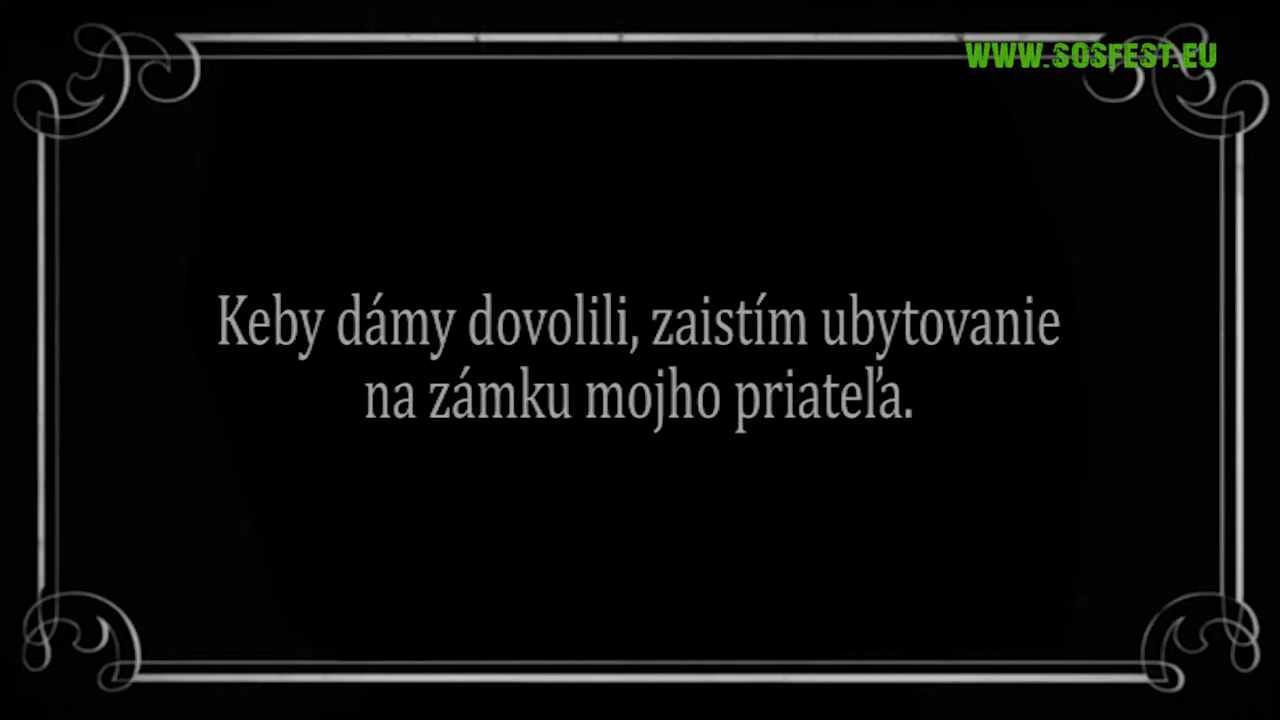 WWW.SOSFEST.EU
Keby dámy dovolili, zaistím ubytovanie
na zámku mojho priateľa.